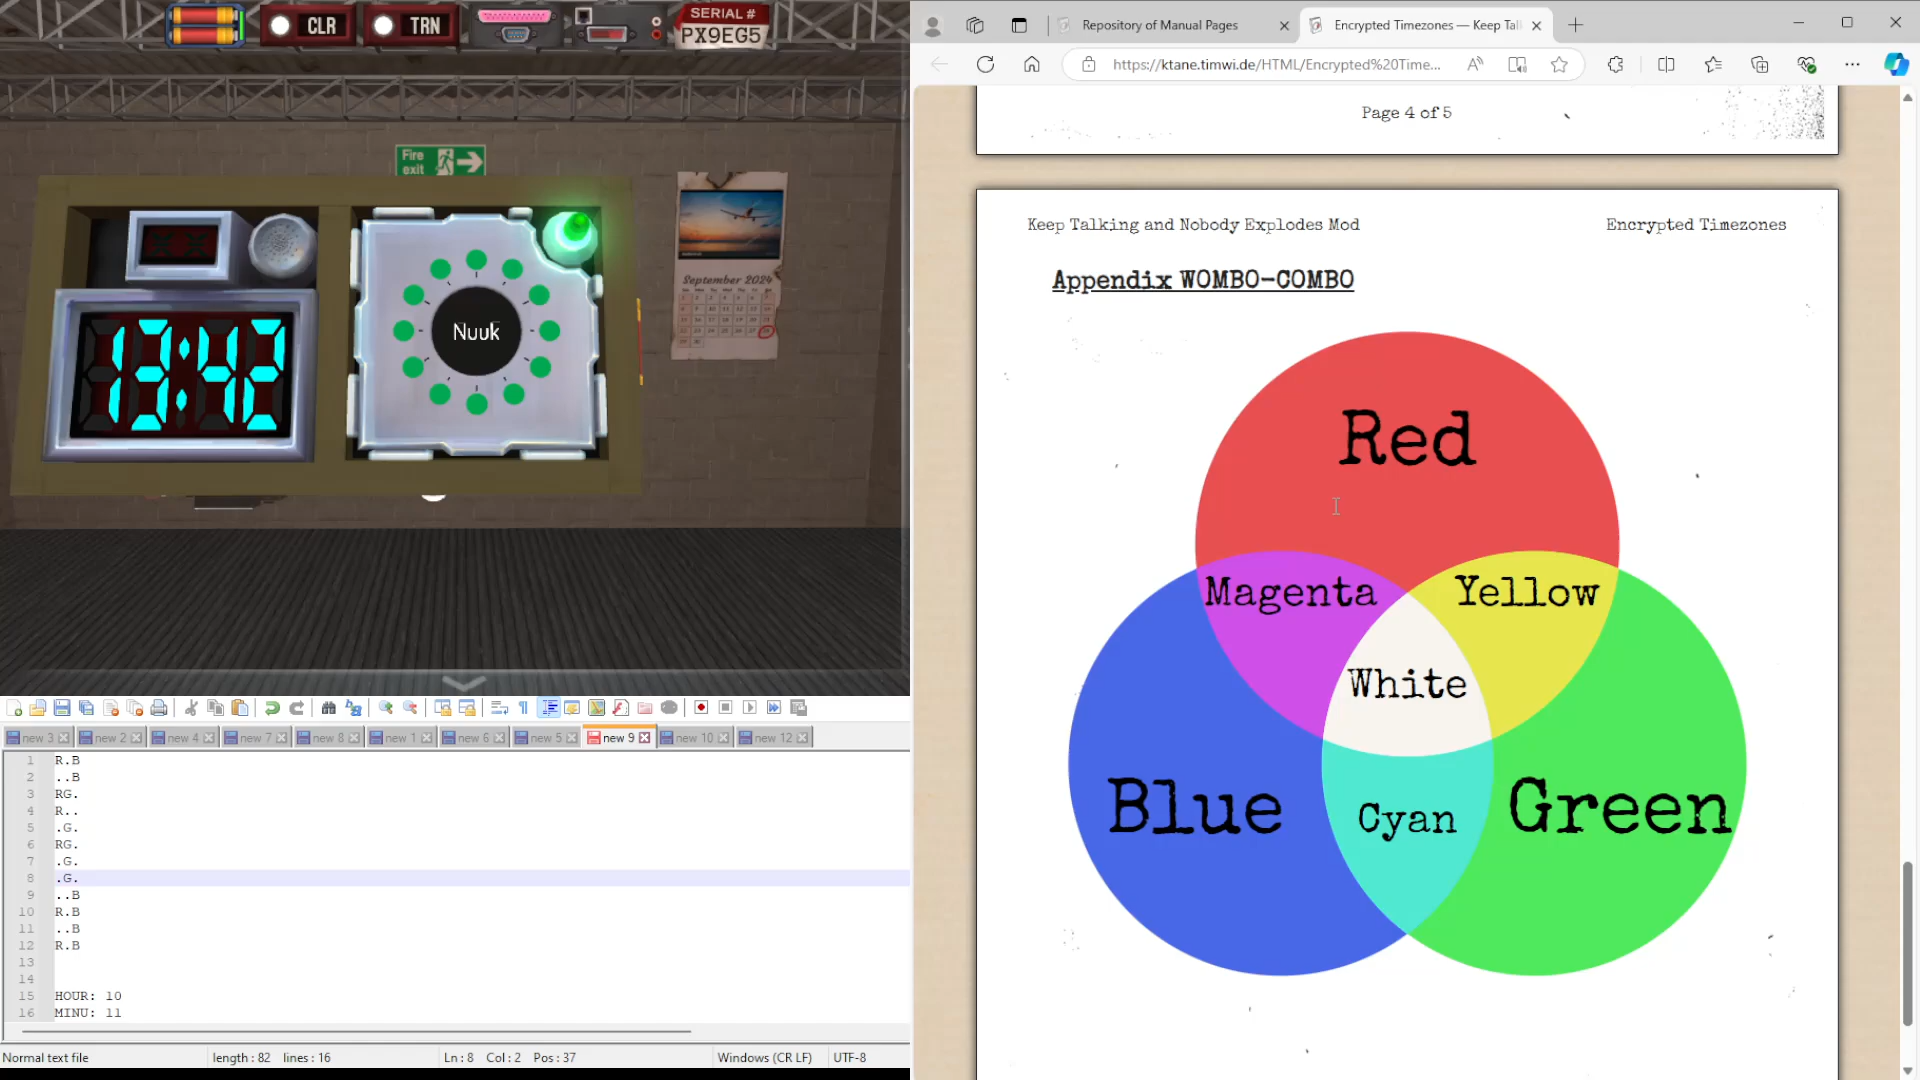 CLR
TRN
SERIAL #
PX9EG5
Fire
exit
September 2024
Nuuk
13:42
new 3
new 2
new 4
new 7
new 8
new 1
new 6
new 5
new 9
new 10
new 12
1 R.B
2 ..B
3 RG.
4 R..
5 .G.
6 RG.
7 .G.
8 .G.
9 ..B
10 R.B
11 ..B
12 R.B
13
14
15 HOUR: 10
16 MINU: 11
Normal text file
length : 82 lines : 16
Ln : 8 Col : 2 Pos : 37
Windows (CR LF)
UTF-8
Repository of Manual Pages
Encrypted Timezones — Keep Tal
https://ktane.timwi.de/HTML/Encrypted%20Time...
Page 4 of 5
Keep Talking and Nobody Explodes Mod
Encrypted Timezones
Appendix WOMBO-COMBO
Red
Magenta
Yellow
White
Blue
Cyan
Green